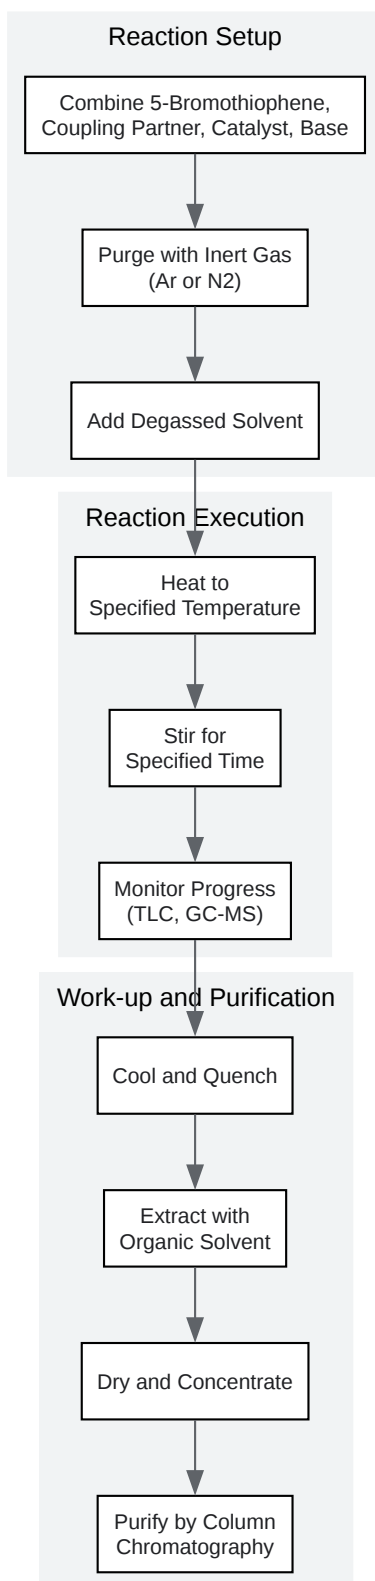 Reaction Setup
Combine 5-Bromothiophene,
Coupling Partner, Catalyst, Base
Purge with Inert Gas
(Ar or N2)
Add Degassed Solvent
Reaction Execution
Heat to
Specified Temperature
Stir for
Specified Time
Monitor Progress
(TLC, GC-MS)
Work-up and Purification
Cool and Quench
Extract with
Organic Solvent
Dry and Concentrate
Purify by Column
Chromatography